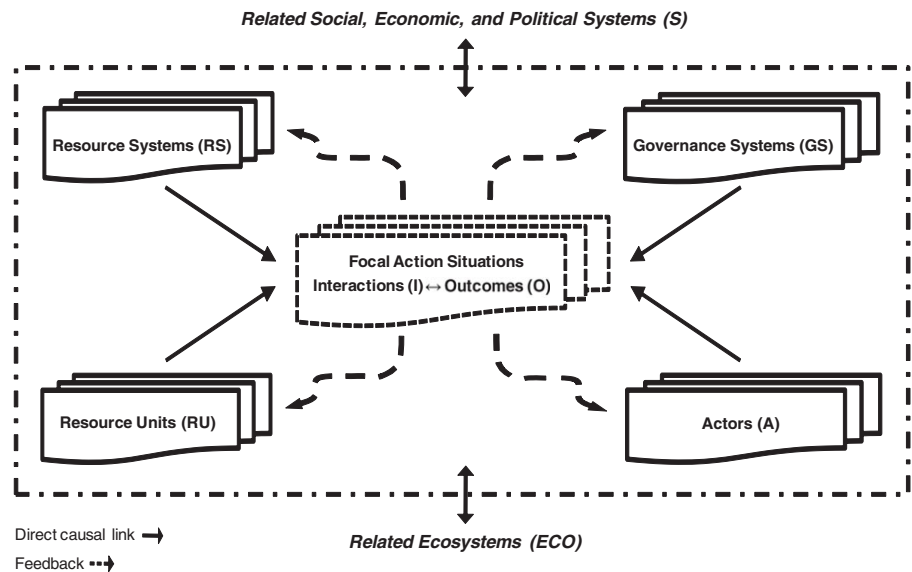 Related Social, Economic, and Political Systems (S)
Resource Systems (RS)
Governance Systems (GS)
Focal Action Situations
Interactions (I) ↔ Outcomes (O)
Resource Units (RU)
Actors (A)
Direct causal link
Related Ecosystems (ECO)
Feedback